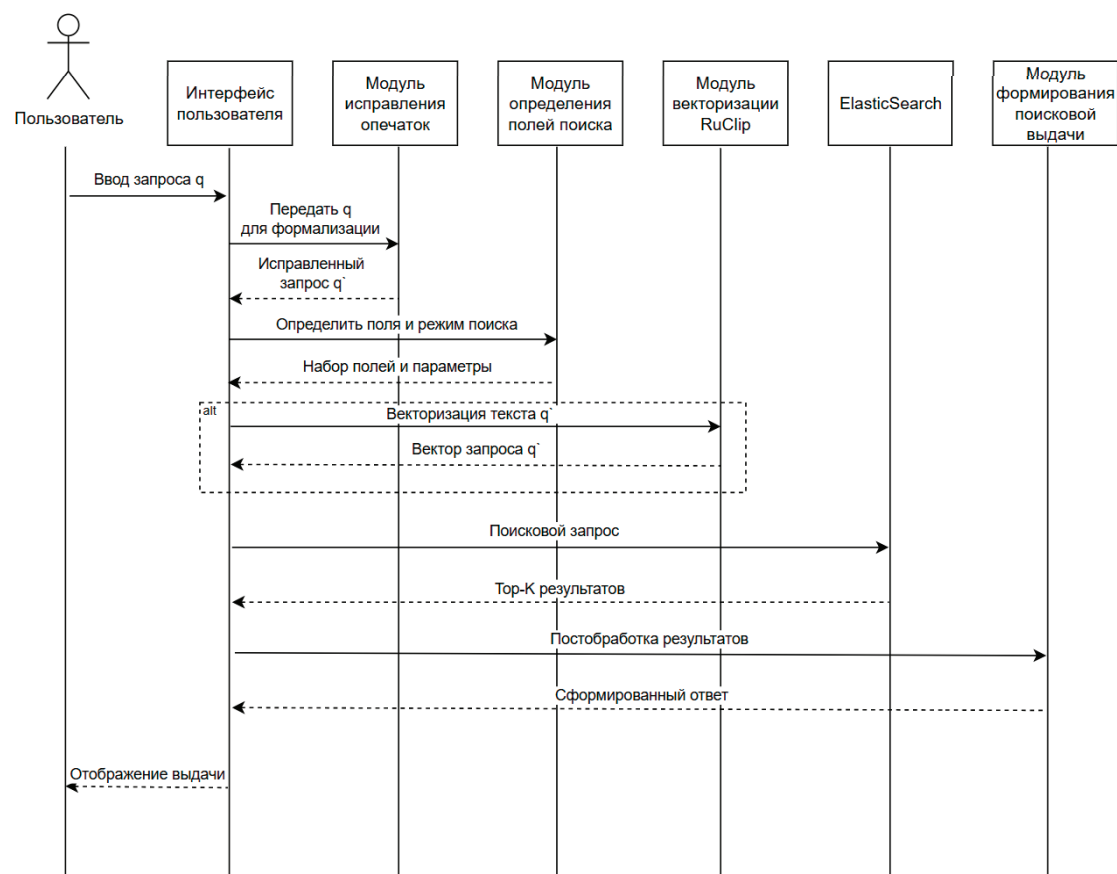 Пользователь
Интерфейс
пользователя
Модуль
исправления
опечаток
Модуль
определения
полей поиска
Модуль
векторизации
RuClip
ElasticSearch
Модуль
формирования
поисковой
выдачи
Ввод запроса q
Передать q
для формализации
Исправленный
запрос q`
Определить поля и режим поиска
Набор полей и параметры
alt
Векторизация текста q`
Вектор запроса q`
Поисковой запрос
Top-K результатов
Постобработка результатов
Сформированный ответ
Отображение выдачи